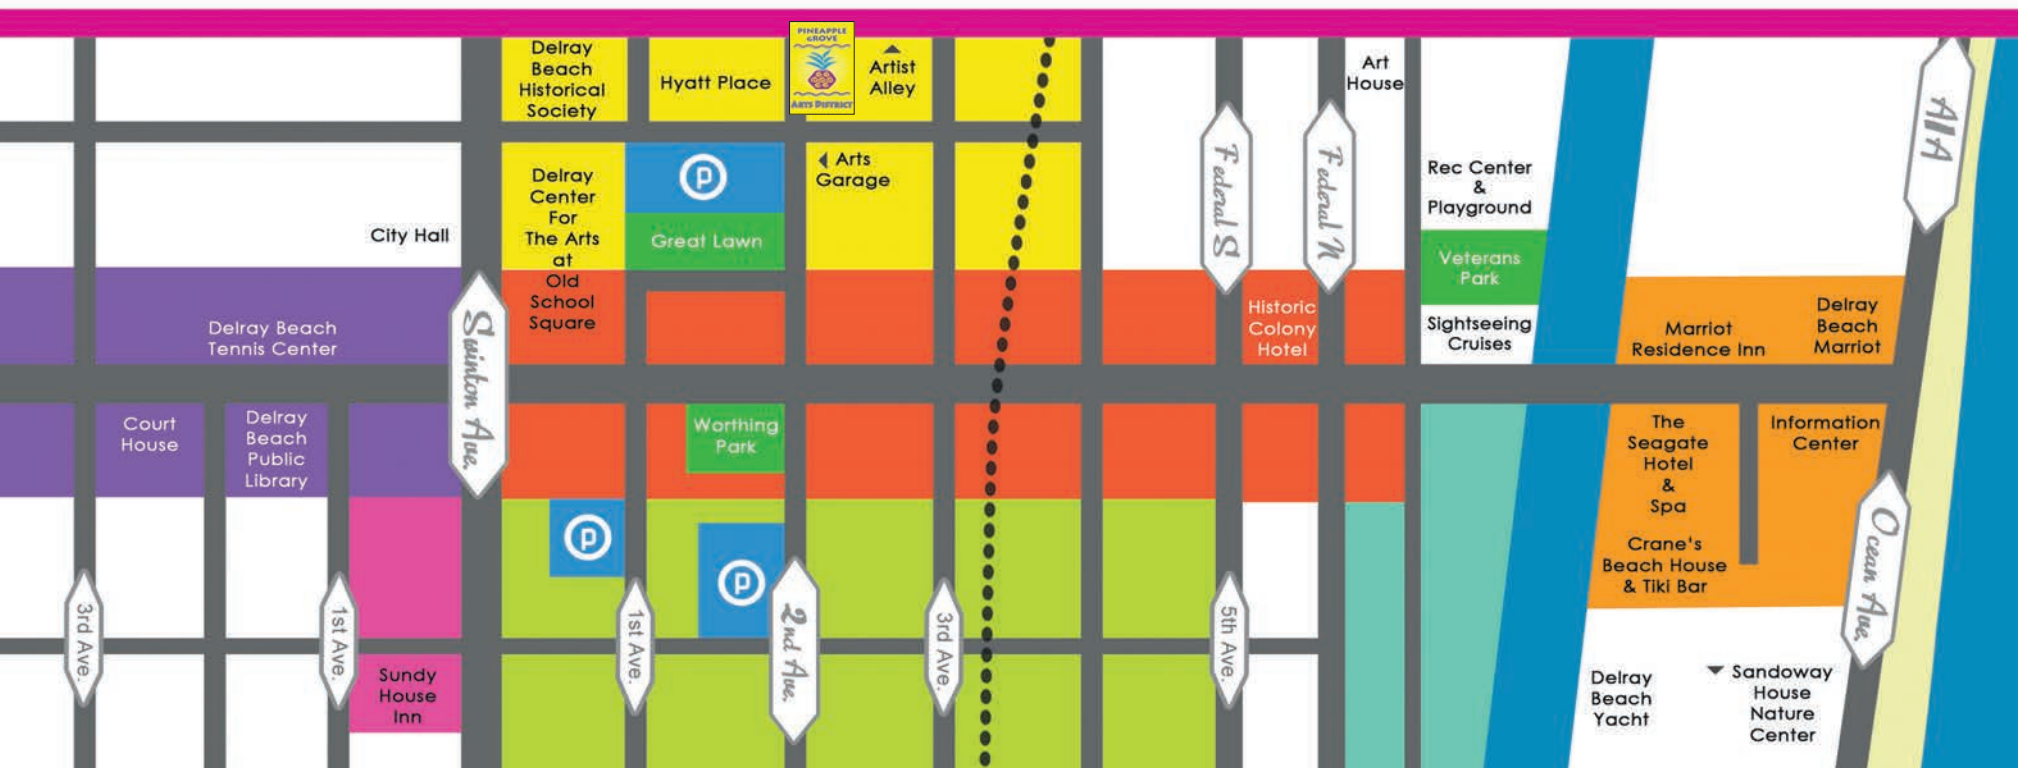 Delray
Beach
Historical
Society
Hyatt Place
PINEAPPLE
GROVE
ARTS DISTRICT
Artist
Alley
Art
House
A1A
City Hall
Delray
Center
For
The Arts
at
Old
School
Square
P
Great Lawn
Arts
Garage
Federal S
Federal N
Rec Center
&
Playground
Veterans
Park
Sightseeing
Cruises
Delray Beach
Tennis Center
Swinton Ave.
Historic
Colony
Hotel
Marriot
Residence Inn
Delray
Beach
Marriot
Court
House
Delray
Beach
Public
Library
Worthing
Park
The
Seagate
Hotel
&
Spa
Crane's
Beach House
& Tiki Bar
Information
Center
Ocean Ave.
P
P
3rd Ave.
1st Ave.
1st Ave.
2nd Ave.
3rd Ave.
5th Ave.
Sundy
House
Inn
Delray
Beach
Yacht
Sandoway
House
Nature
Center